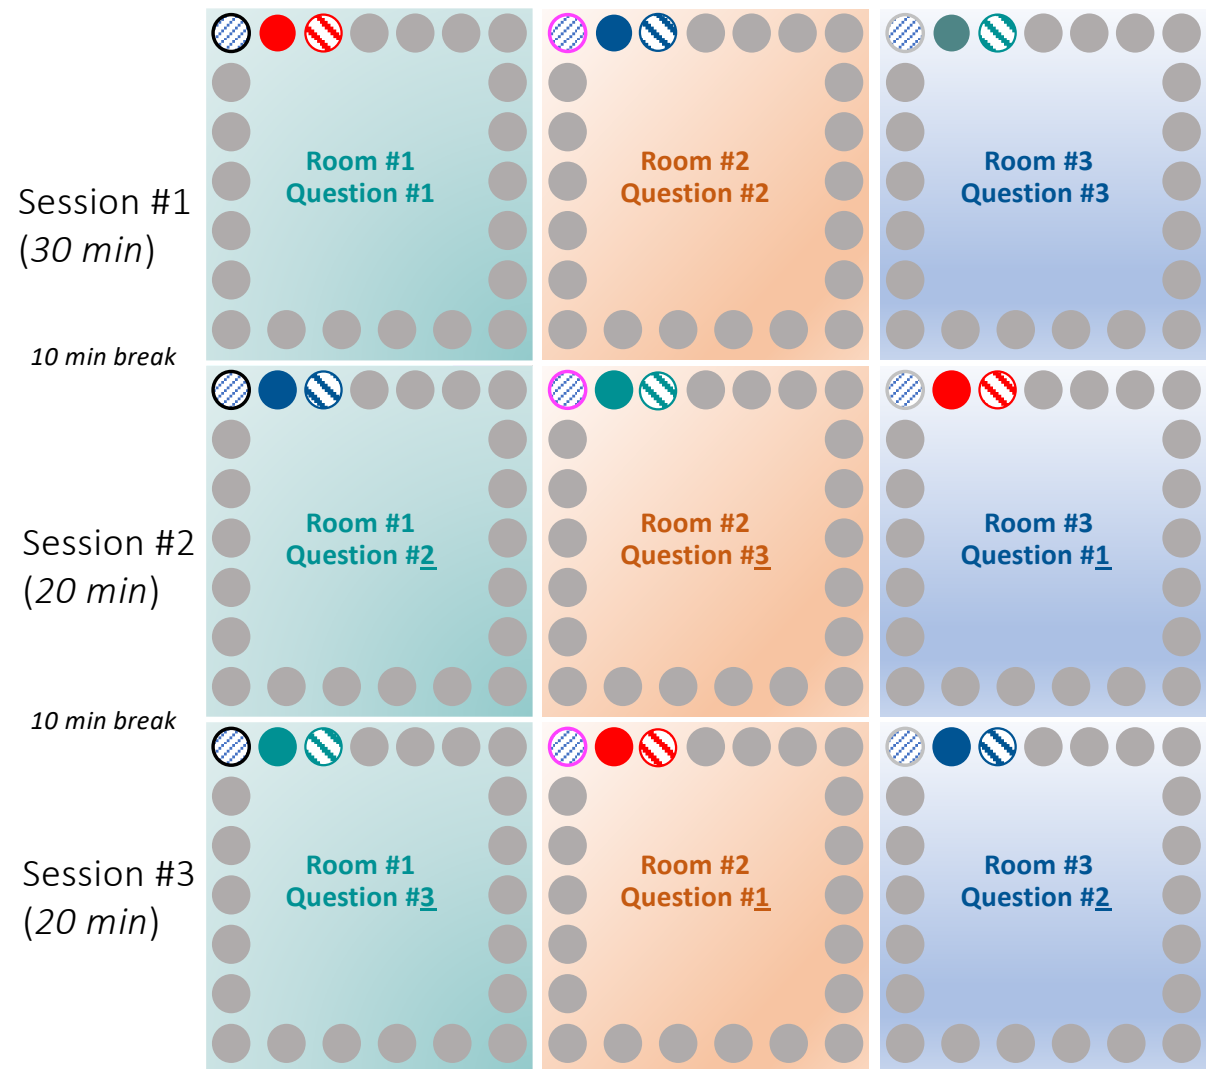 Room #1
Question #1
Room #2
Question #2
Room #3
Question #3
Session #1
(30 min)
10 min break
Room #1
Question #2
Room #2
Question #3
Room #3
Question #1
Session #2
(20 min)
10 min break
Room #1
Question #3
Room #2
Question #1
Room #3
Question #2
Session #3
(20 min)